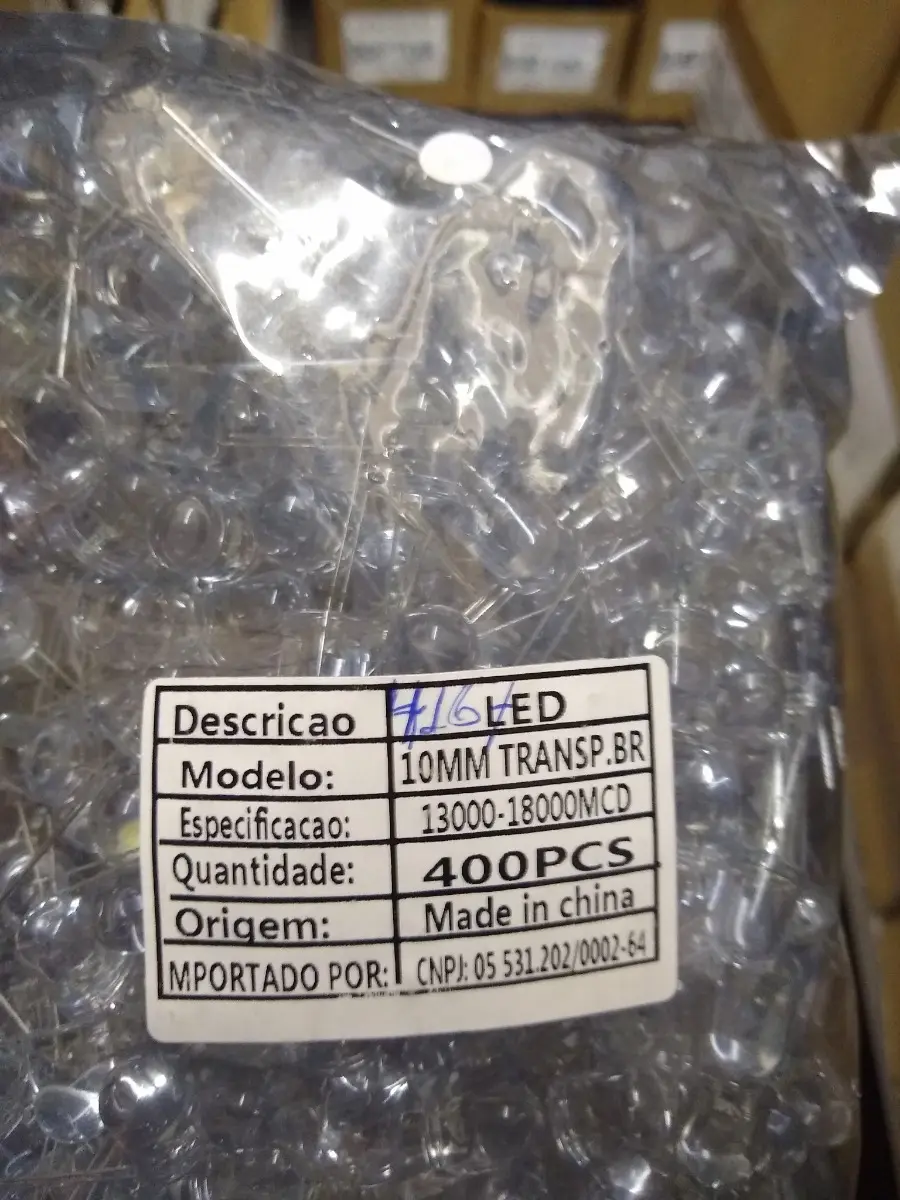 Descricao LED
Modelo: 10MM TRANSP.BR
Especificacao: 13000-18000MCD
Quantidade: 400PCS
Origem: Made in china
MPORTADO POR: CNPJ: 05 531.202/0002-64